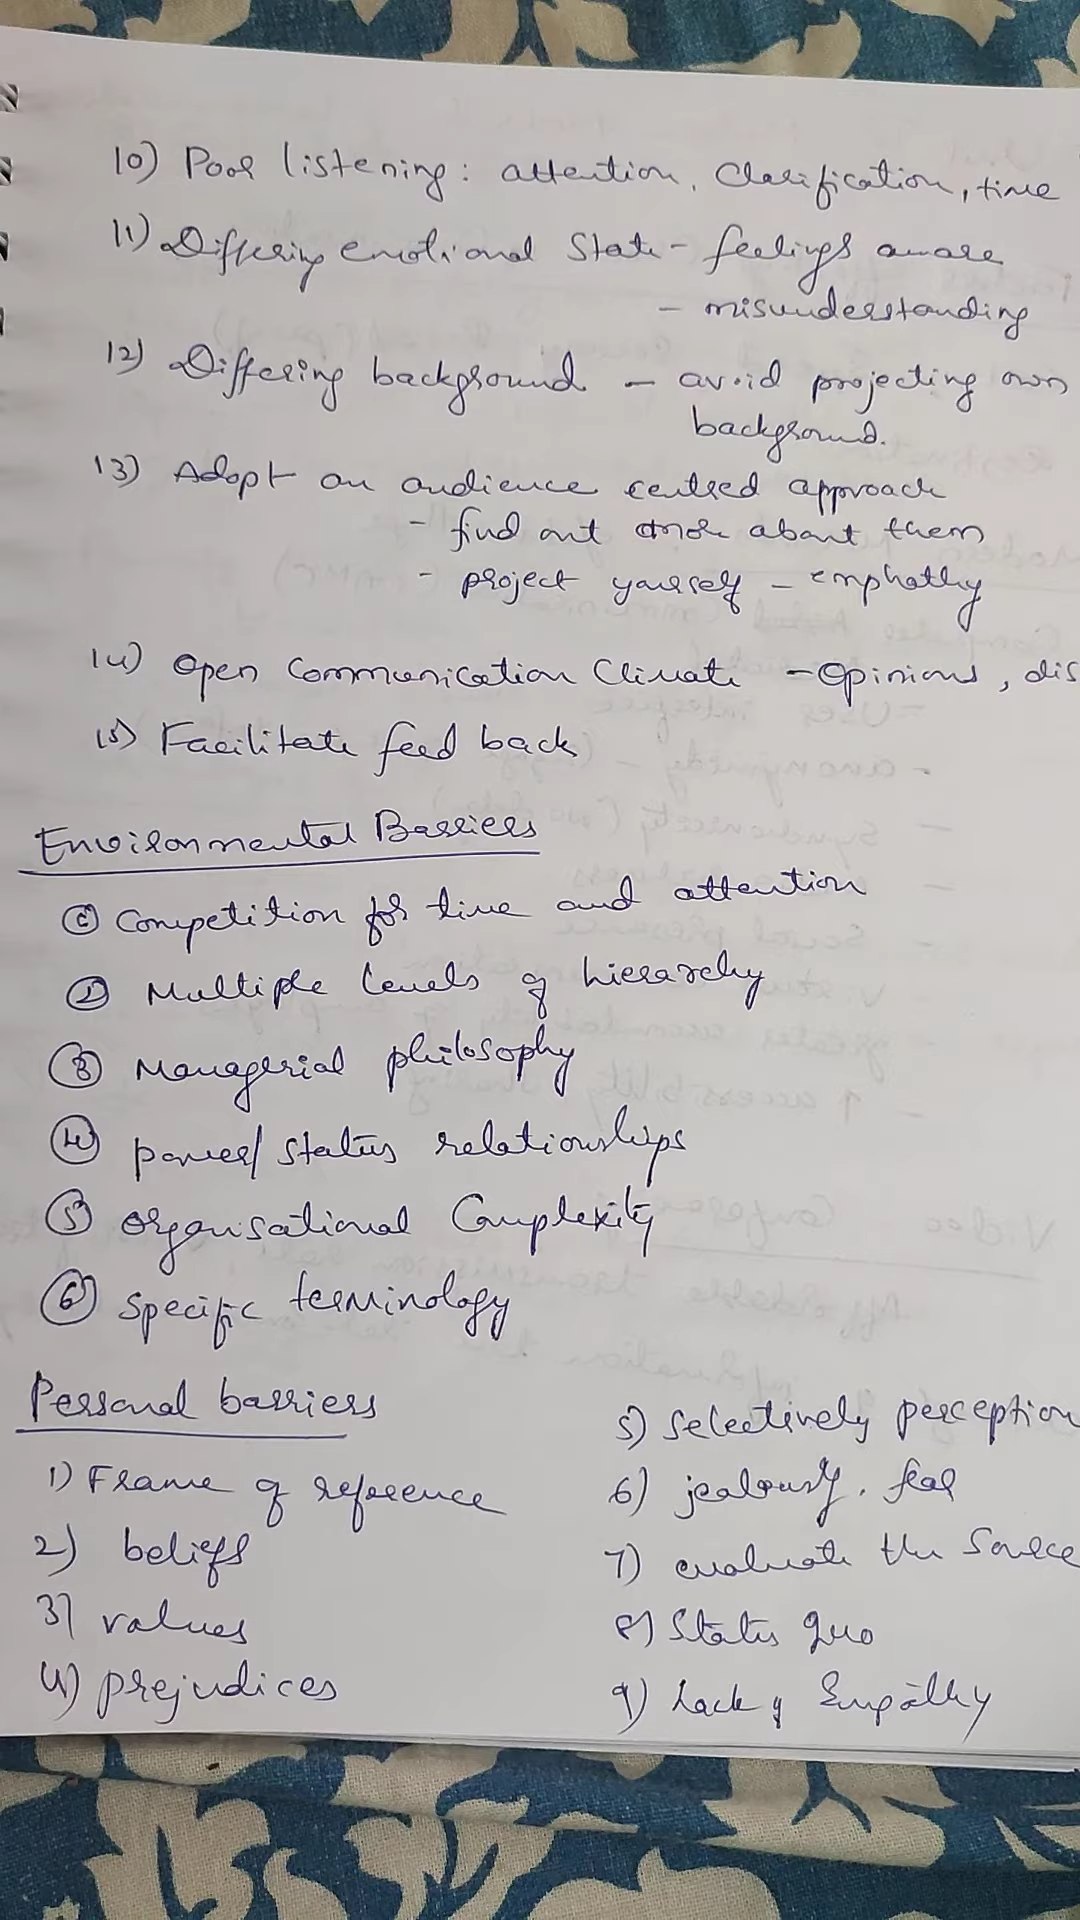 10) Poor listening: attention, Clarification, time
11) Differing emotional State - feelings aware
- misunderstanding
12) Differing background - avoid projecting own
background.
13) Adopt an audience centred approach
- find out more about them
- project yourself - emphathy
14) Open Communication Climate - Opinions, dis
15) Facilitate feed back
Environmental Barriers
① Competition for time and attention
② Multiple levels of hierarchy
③ Managerial philosophy
④ power/ status relationships
⑤ organisational Complexity
⑥ specific terminology
Personal barriers
1) Frame of reference
2) beliefs
3) values
4) prejudices
5) selectively perception
6) jealousy, fear
7) evaluate the Source
8) Status quo
9) Lack of Empathy